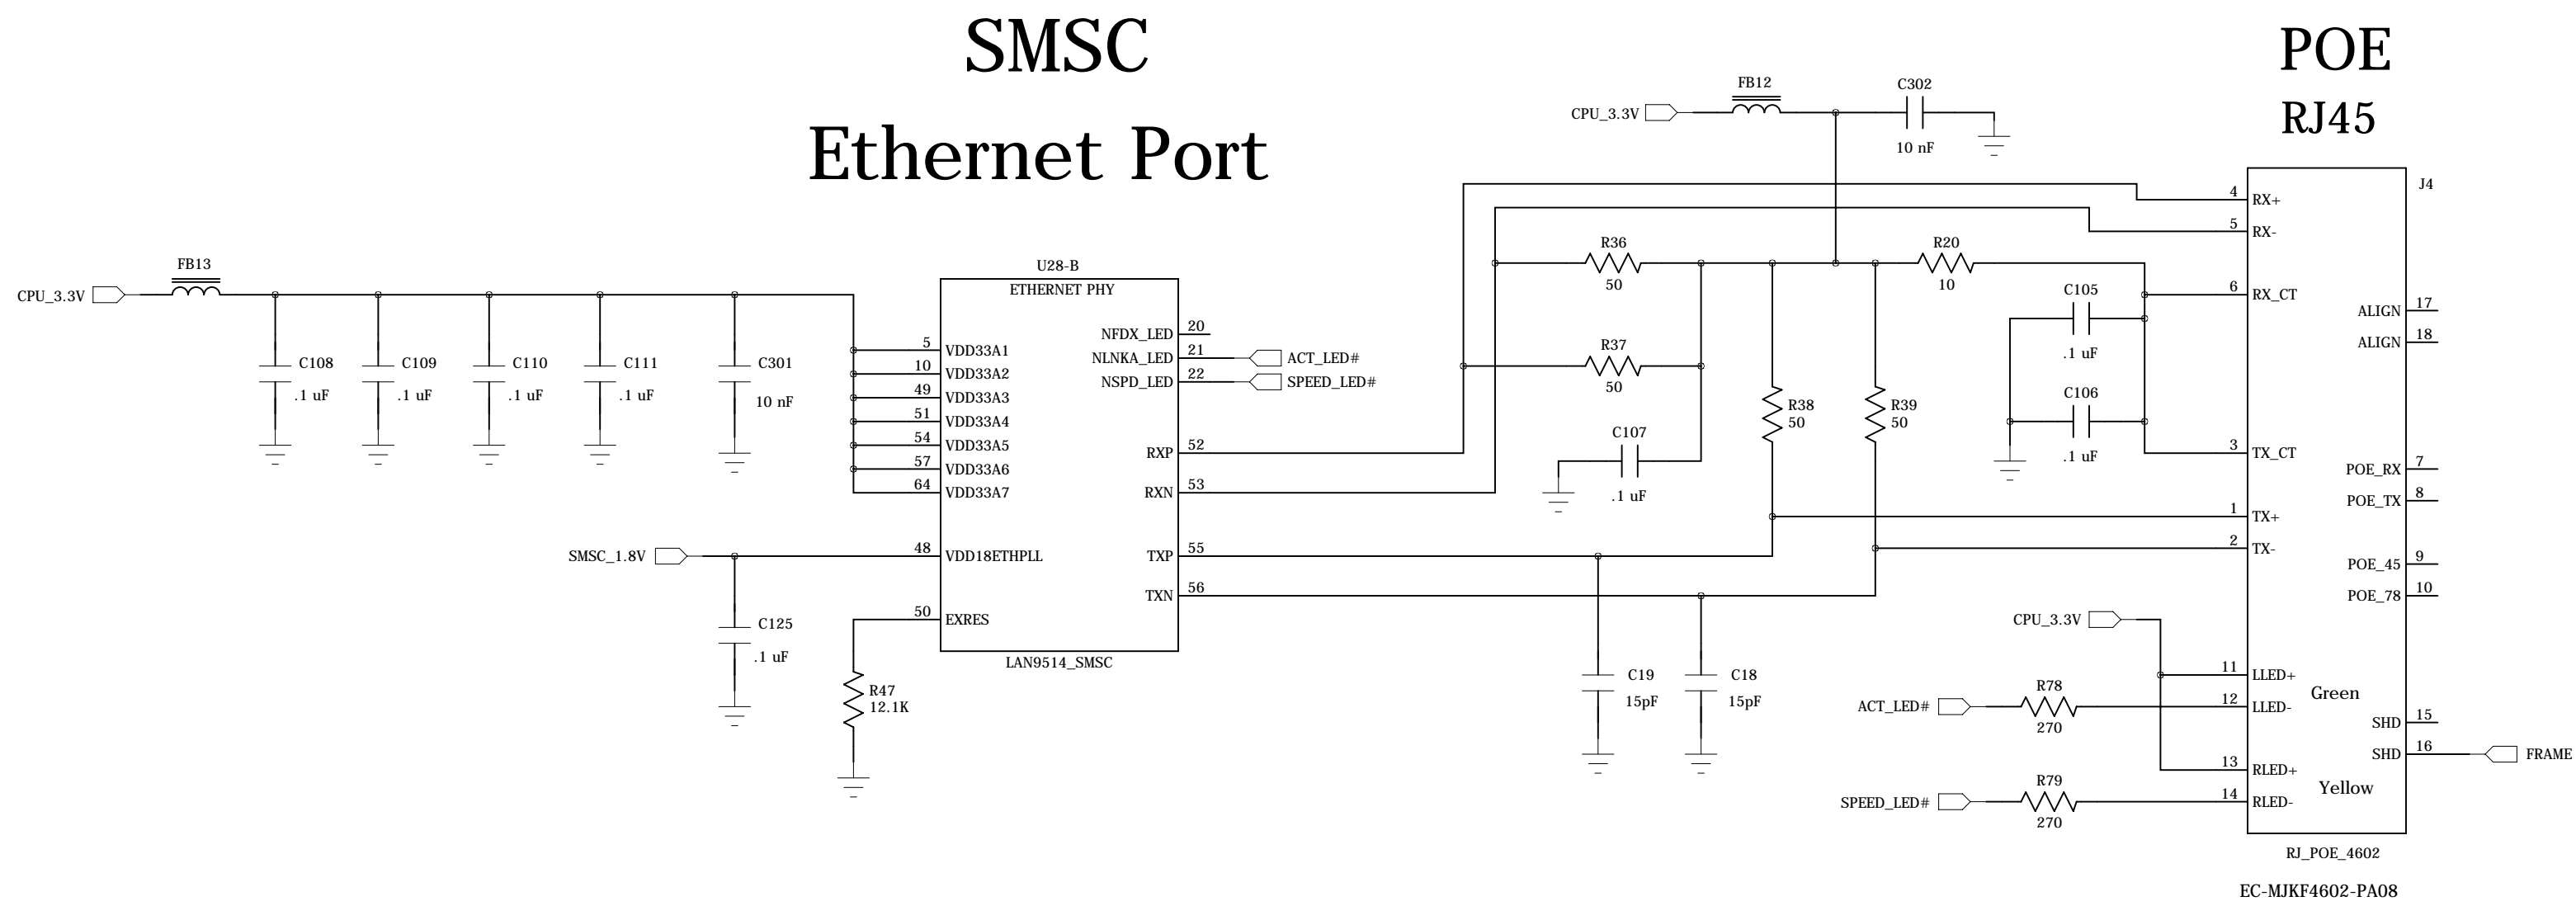 SMSC
Ethernet Port
POE
RJ45
CPU_3.3V
FB13
C108
.1 uF
C109
.1 uF
C110
.1 uF
C111
.1 uF
C301
10 nF
SMSC_1.8V
C125
.1 uF
R47
12.1K
U28-B
ETHERNET PHY
5 VDD33A1
10 VDD33A2
49 VDD33A3
51 VDD33A4
54 VDD33A5
57 VDD33A6
64 VDD33A7
48 VDD18ETHPLL
50 EXRES
NFDX_LED 20
NLNKA_LED 21 ACT_LED#
NSPD_LED 22 SPEED_LED#
RXP 52
RXN 53
TXP 55
TXN 56
LAN9514_SMSC
CPU_3.3V
FB12
C302
10 nF
R36
50
R37
50
C107
.1 uF
R38
50
R39
50
R20
10
C105
.1 uF
C106
.1 uF
C19
15pF
C18
15pF
CPU_3.3V
ACT_LED#
R78
270
SPEED_LED#
R79
270
J4
4 RX+
5 RX-
6 RX_CT
3 TX_CT
1 TX+
2 TX-
11 LLED+
12 LLED-
13 RLED+
14 RLED-
Green
Yellow
ALIGN 17
ALIGN 18
POE_RX 7
POE_TX 8
POE_45 9
POE_78 10
SHD 15
SHD 16 FRAME
RJ_POE_4602
EC-MJKF4602-PA08